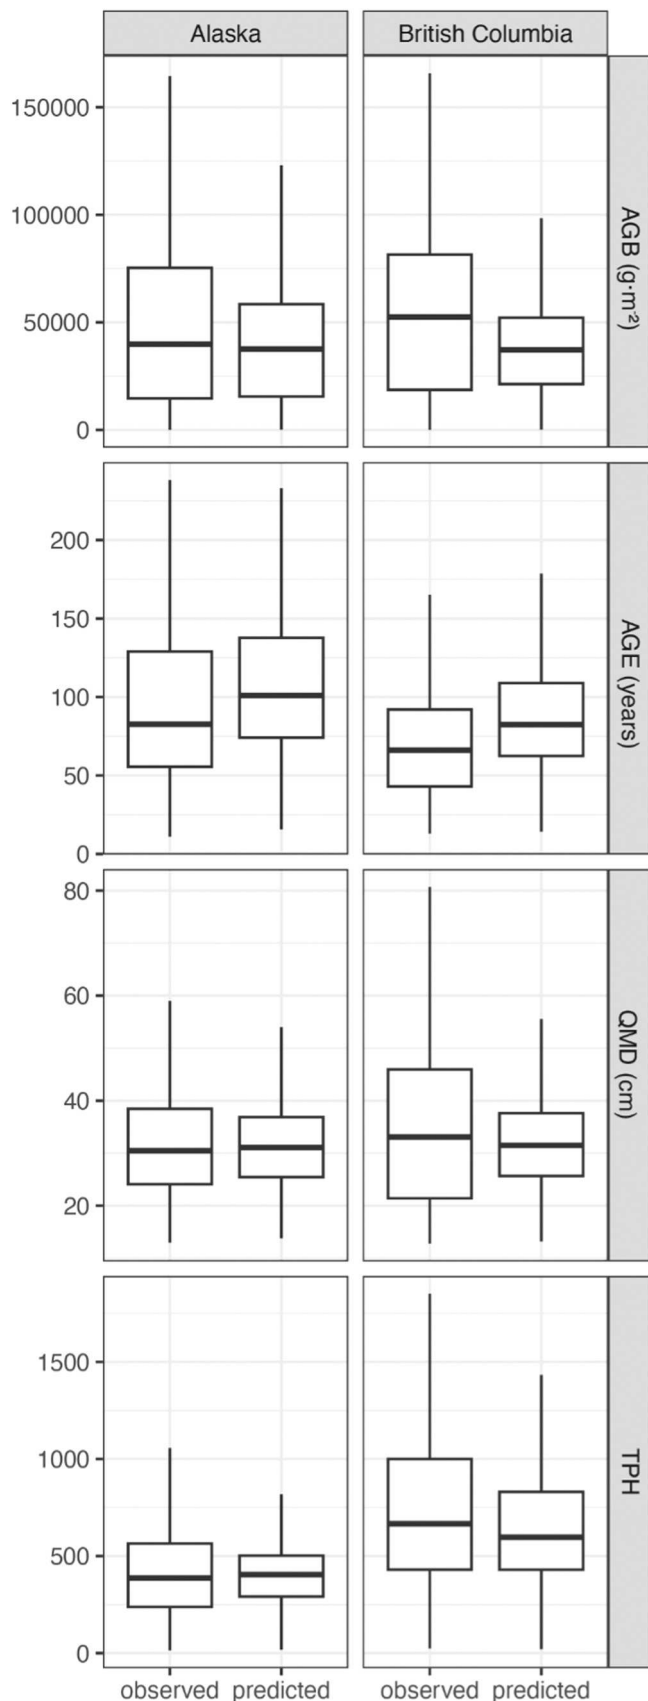 Alaska British Columbia
150000
100000
50000
0
AGB (g·m⁻²)
200
150
100
50
0
AGE (years)
80
60
40
20
QMD (cm)
1500
1000
500
0
TPH
observed predicted observed predicted